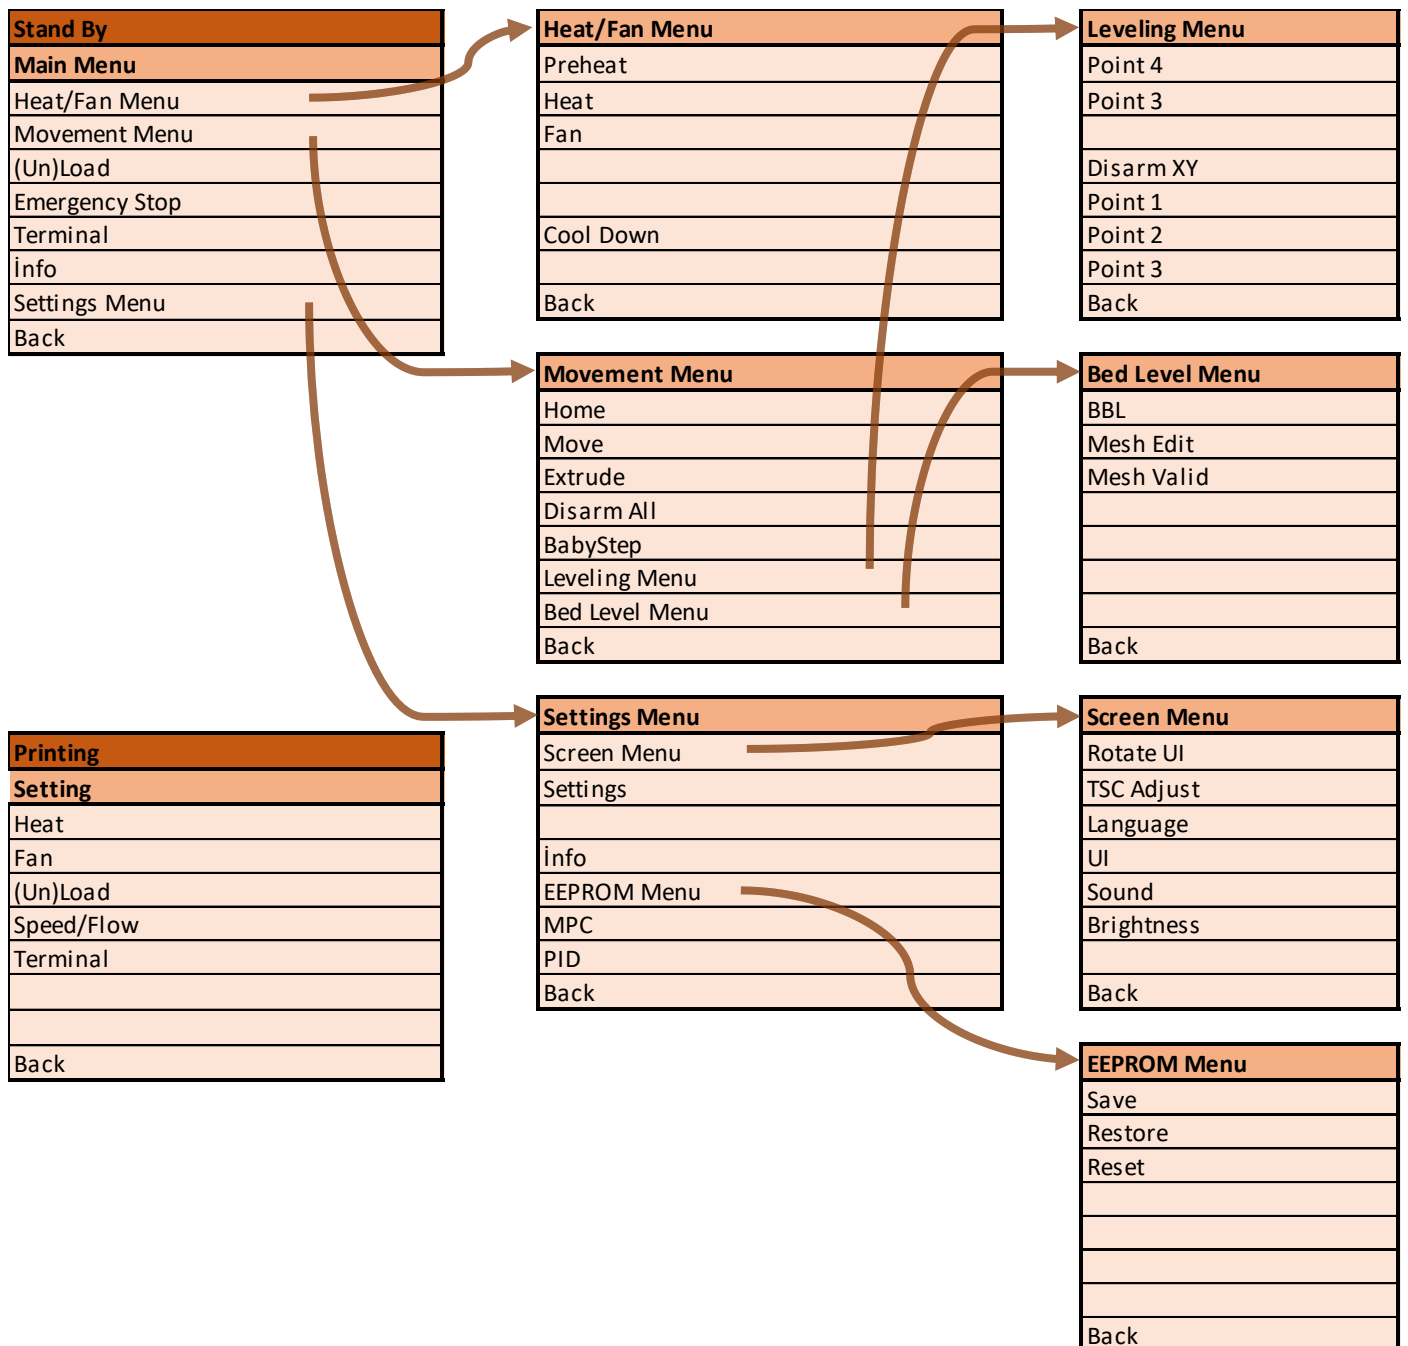 Stand By
Main Menu
Heat/Fan Menu
Movement Menu
(Un)Load
Emergency Stop
Terminal
İnfo
Settings Menu
Back
Printing
Setting
Heat
Fan
(Un)Load
Speed/Flow
Terminal
Back
Heat/Fan Menu
Preheat
Heat
Fan
Cool Down
Back
Movement Menu
Home
Move
Extrude
Disarm All
BabyStep
Leveling Menu
Bed Level Menu
Back
Settings Menu
Screen Menu
Settings
İnfo
EEPROM Menu
MPC
PID
Back
Leveling Menu
Point 4
Point 3
Disarm XY
Point 1
Point 2
Point 3
Back
Bed Level Menu
BBL
Mesh Edit
Mesh Valid
Back
Screen Menu
Rotate UI
TSC Adjust
Language
UI
Sound
Brightness
Back
EEPROM Menu
Save
Restore
Reset
Back